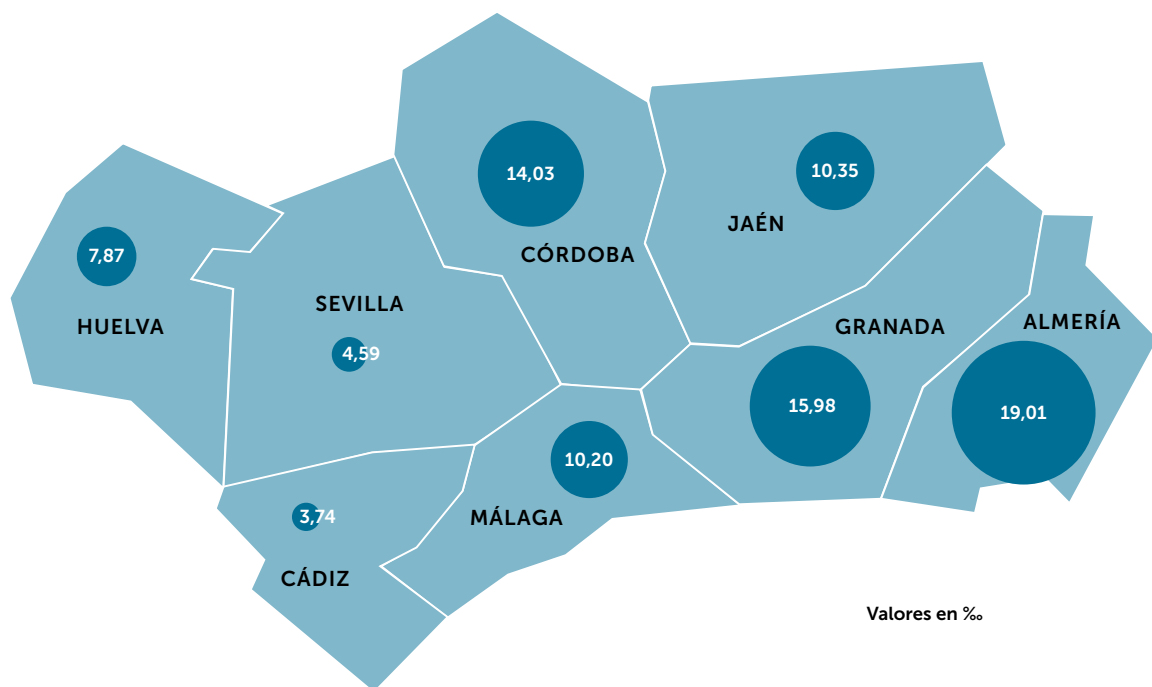 14,03
CÓRDOBA
10,35
JAÉN
7,87
HUELVA
SEVILLA
4,59
GRANADA
15,98
ALMERÍA
19,01
10,20
MÁLAGA
3,74
CÁDIZ
Valores en ‰